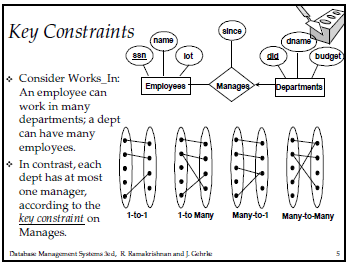 Key Constraints
since
name
dname
ssn
lot
did
budget
Employees
Manages
Departments
❖ Consider Works_In:
An employee can
work in many
departments; a dept
can have many
employees.
❖ In contrast, each
dept has at most
one manager,
according to the
key constraint on
Manages.
1-to-1
1-to Many
Many-to-1
Many-to-Many
Database Management Systems 3ed, R. Ramakrishnan and J. Gehrke
5